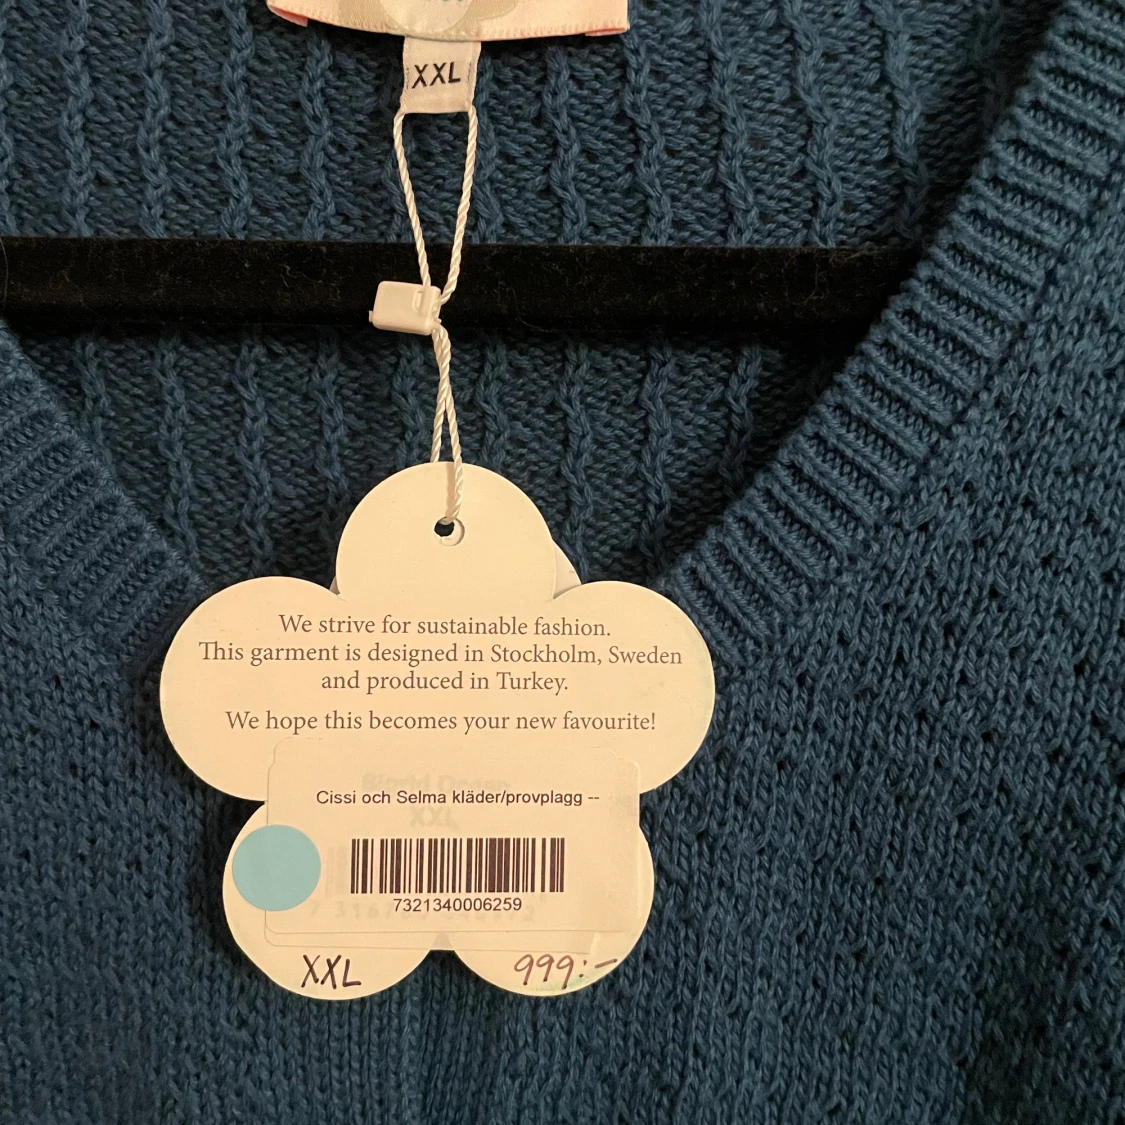 XXL
We strive for sustainable fashion.
This garment is designed in Stockholm, Sweden
and produced in Turkey.
We hope this becomes your new favourite!
Cissi och Selma kläder/provplagg --
XXL
7321340006259
XXL
999:-